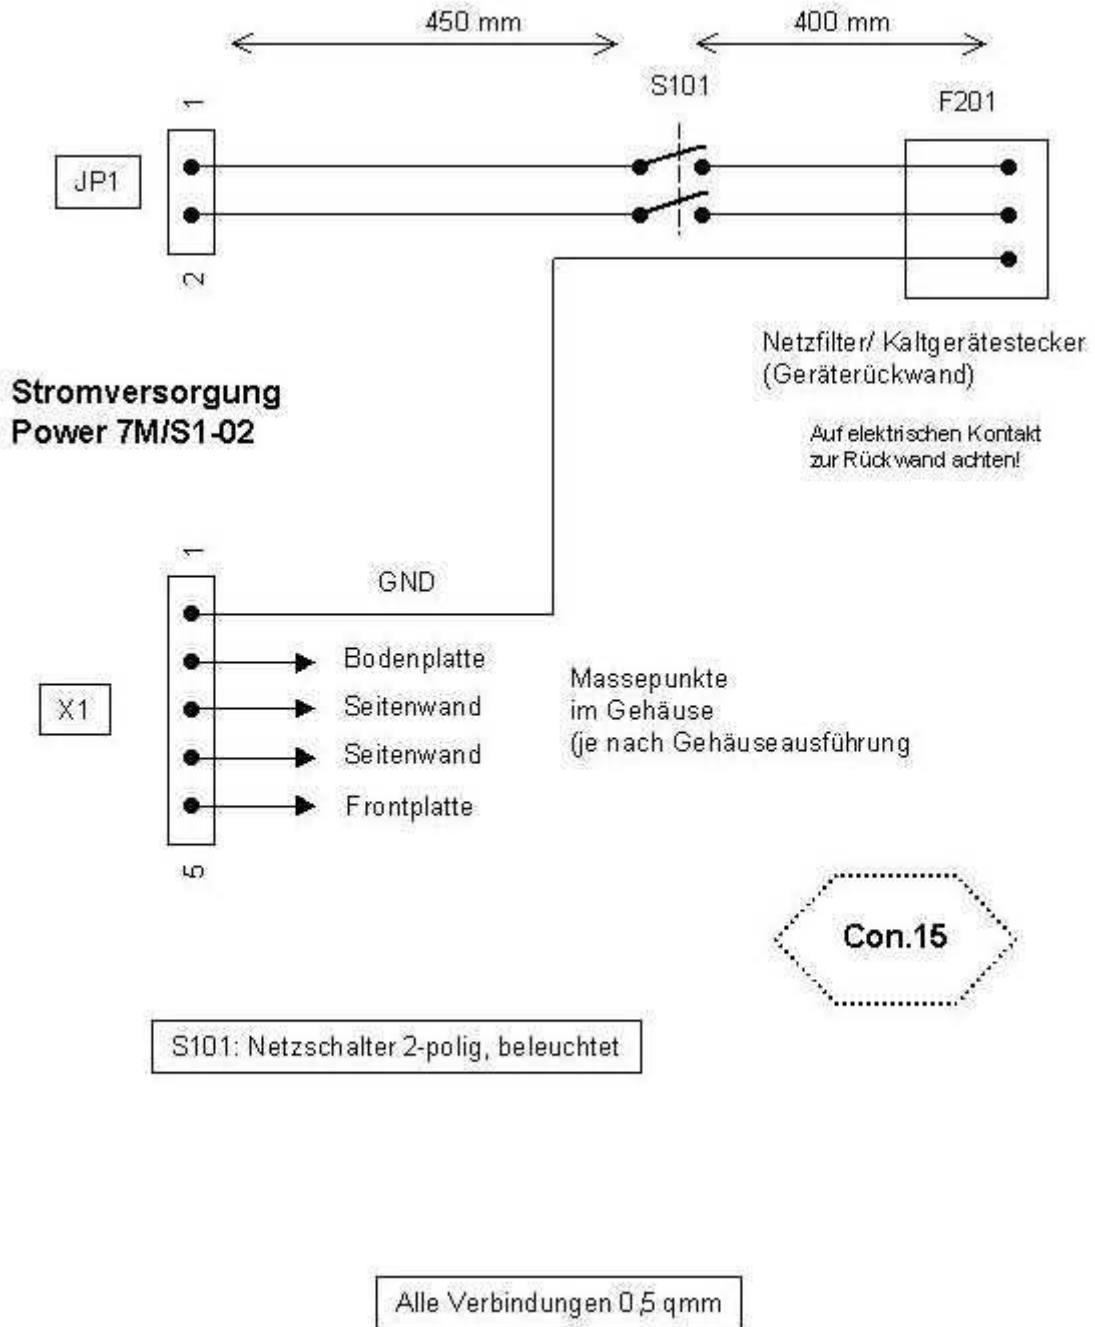 450 mm
400 mm
S101
F201
1
JP1
2
Netzfilter/ Kaltgerätestecker
(Geräterückwand)
Stromversorgung
Power 7M/S1-02
Auf elektrischen Kontakt
zur Rückwand achten!
1
GND
Bodenplatte
Seitenwand
Seitenwand
Frontplatte
X1
Massepunkte
im Gehäuse
(je nach Gehäuseausführung
5
Con.15
S101: Netzschalter 2-polig, beleuchtet
Alle Verbindungen 0,5 qmm